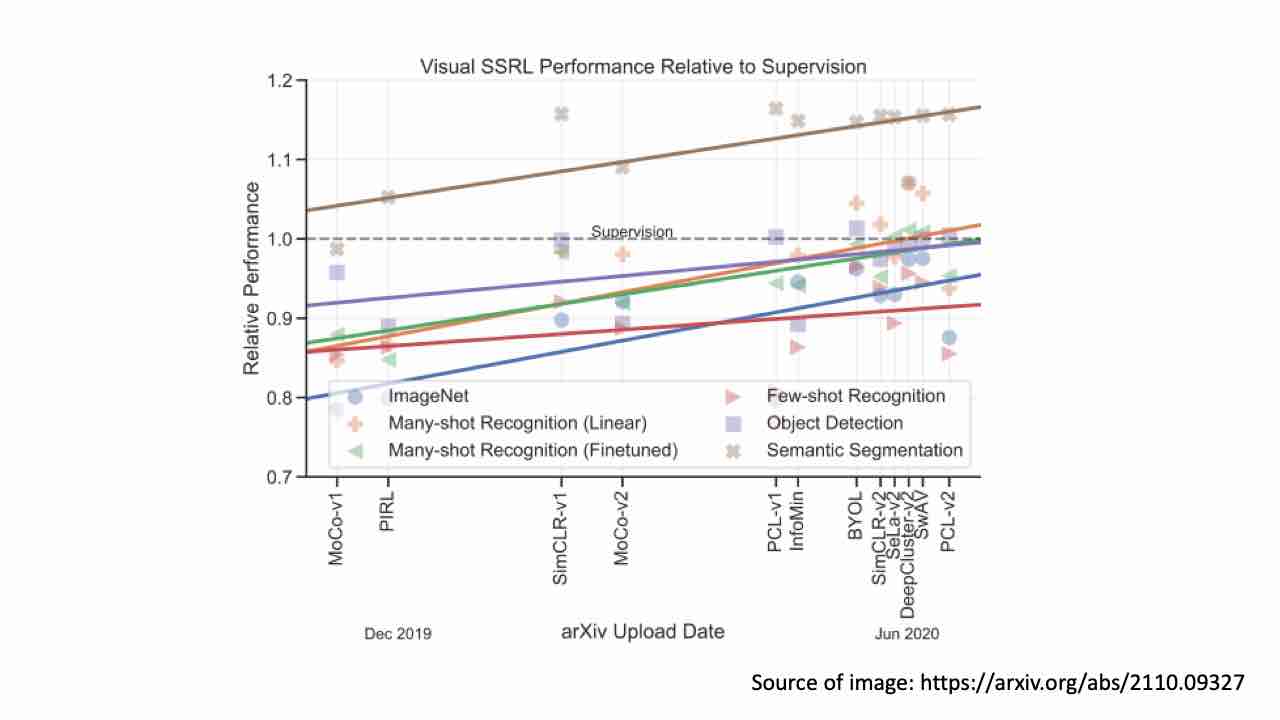 Visual SSRL Performance Relative to Supervision
1.2
1.1
1.0
0.9
0.8
0.7
Relative Performance
Supervision
ImageNet
Many-shot Recognition (Linear)
Many-shot Recognition (Finetuned)
Few-shot Recognition
Object Detection
Semantic Segmentation
MoCo-v1
PIRL
SimCLR-v1
MoCo-v2
PCL-v1
InfoMin
BYOL
SimCLR-v2
SeLa-v2
DeepCluster-v2
SwAV
PCL-v2
Dec 2019
arXiv Upload Date
Jun 2020
Source of image: https://arxiv.org/abs/2110.09327